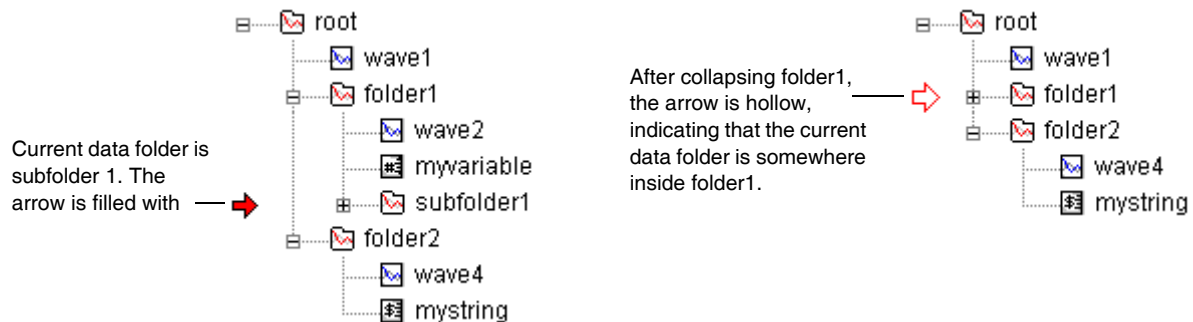 root
wave1
folder1
wave2
myvariable
subfolder1
folder2
wave4
mystring
Current data folder is
subfolder 1. The
arrow is filled with
root
wave1
folder1
folder2
wave4
mystring
After collapsing folder1,
the arrow is hollow,
indicating that the current
data folder is somewhere
inside folder1.